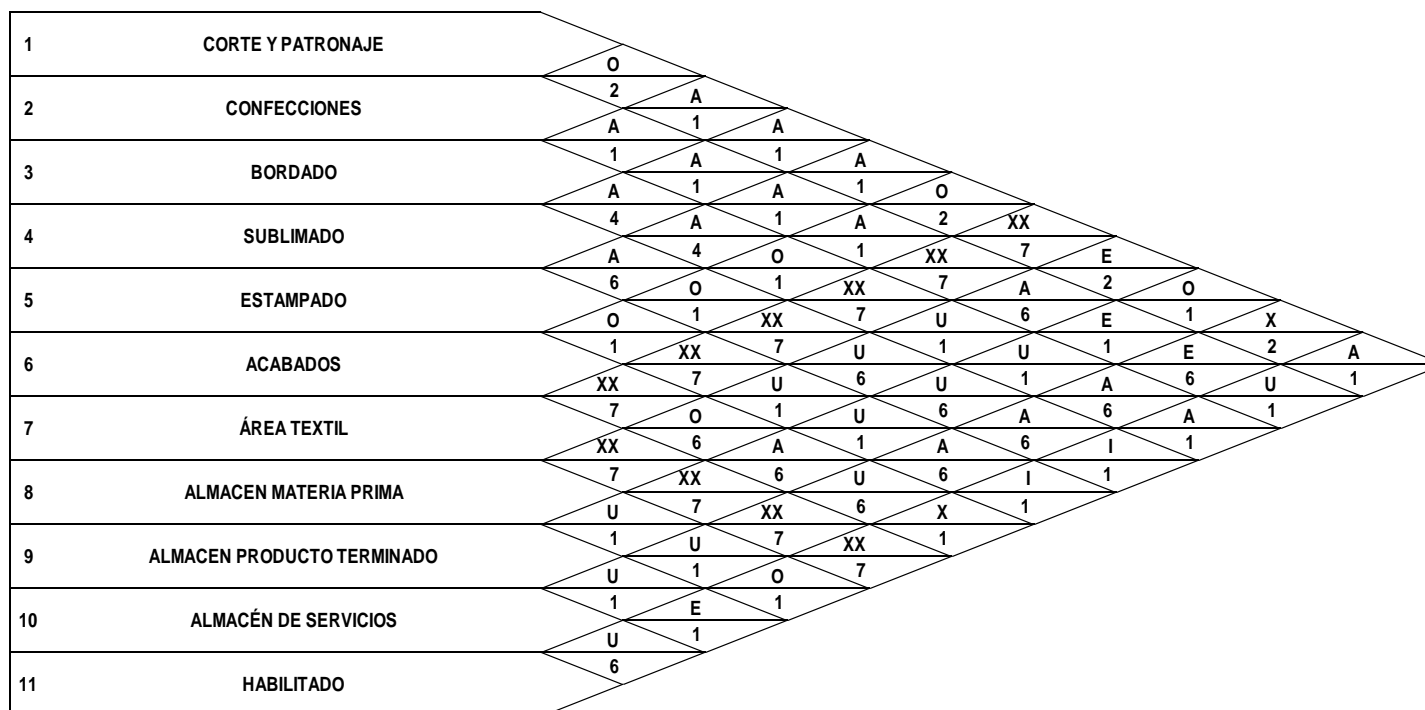 1 CORTE Y PATRONAJE
O
2 A
2 CONFECCIONES
A 1 A
1 A 1 A
3 BORDADO
A 1 A 1 O
4 A 1 A 2 XX
4 SUBLIMADO
A 4 O 1 XX 7 E
6 O 1 XX 7 A 2 O
5 ESTAMPADO
O 1 XX 7 U 6 E 1 X
1 XX 7 U 1 U 1 E 2 A
6 ACABADOS
XX 7 U 6 U 1 A 6 U 1
7 O 1 U 6 A 6 A 1
7 ÁREA TEXTIL
XX 6 A 1 A 6 I 1
7 XX 6 U 6 I 1
8 ALMACEN MATERIA PRIMA
U 7 XX 6 X 1
1 U 7 XX 1
9 ALMACEN PRODUCTO TERMINADO
U 1 O 7
1 E 1
10 ALMACÉN DE SERVICIOS
U 1
6
11 HABILITADO